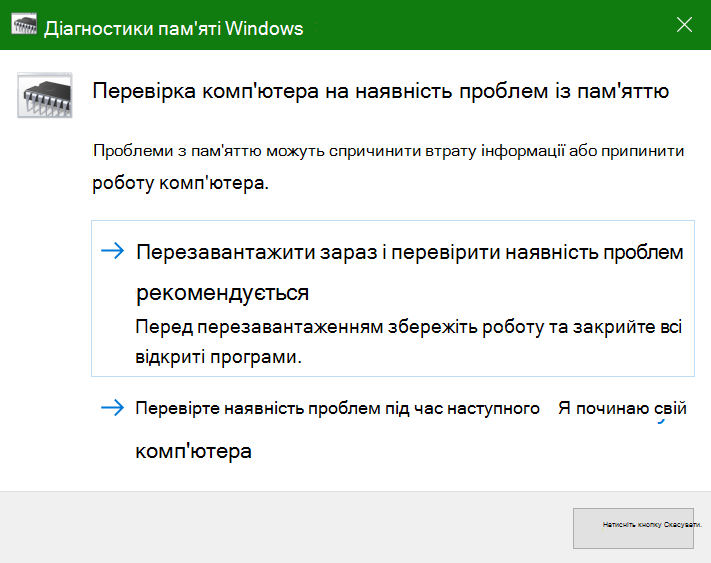 Діагностики пам'яті Windows
Перевірка комп'ютера на наявність проблем із пам'яттю
Проблеми з пам'яттю можуть спричинити втрату інформації або припинити
роботу комп'ютера.
Перезавантажити зараз і перевірити наявність проблем
рекомендується
Перед перезавантаженням збережіть роботу та закрийте всі
відкриті програми.
Перевірте наявність проблем під час наступного Я починаю свій
комп'ютера
Натисніть кнопку Скасувати.